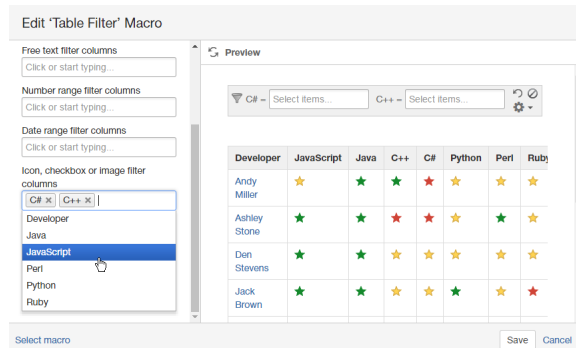 Edit 'Table Filter' Macro
Free text filter columns
Click or start typing...
Number range filter columns
Click or start typing...
Date range filter columns
Click or start typing...
Icon, checkbox or image filter
columns
C# × C++ ×
Developer
Java
JavaScript
Perl
Python
Ruby
Preview
C# = Select items... C++ = Select items...
Developer JavaScript Java C++ C# Python Perl Ruby
Andy
Miller
Ashley
Stone
Den
Stevens
Jack
Brown
Select macro Save Cancel